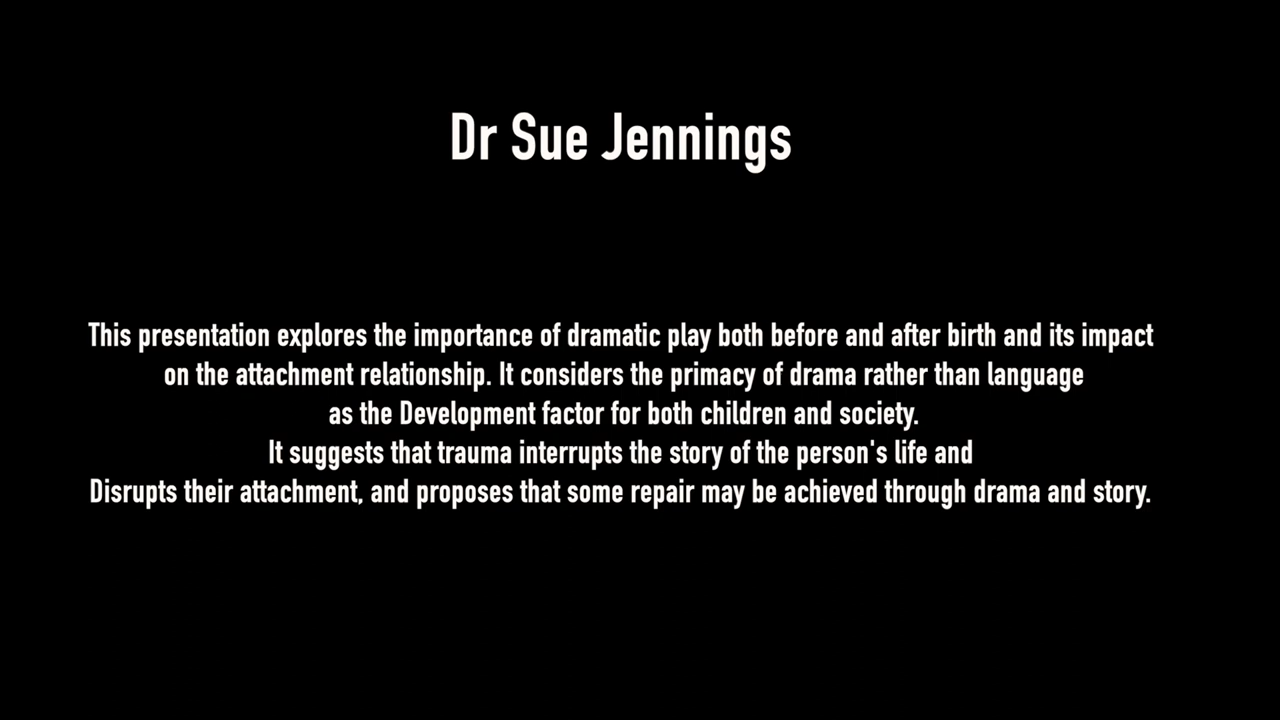 Dr Sue Jennings
This presentation explores the importance of dramatic play both before and after birth and its impact
on the attachment relationship. It considers the primacy of drama rather than language
as the Development factor for both children and society.
It suggests that trauma interrupts the story of the person's life and
Disrupts their attachment, and proposes that some repair may be achieved through drama and story.